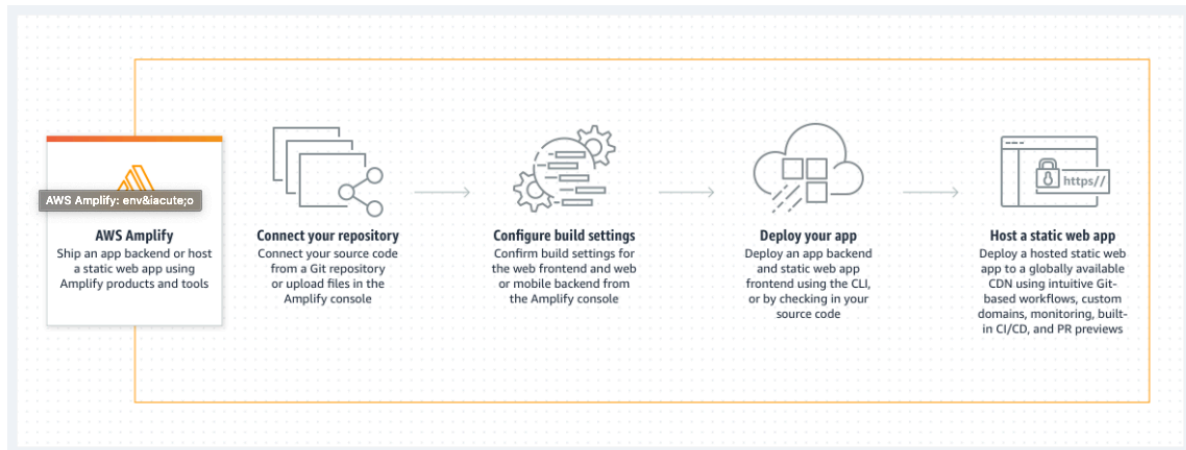 AWS Amplify: env&iacute;o
AWS Amplify
Ship an app backend or host
a static web app using
Amplify products and tools
Connect your repository
Connect your source code
from a Git repository
or upload files in the
Amplify console
Configure build settings
Confirm build settings for
the web frontend and web
or mobile backend from
the Amplify console
Deploy your app
Deploy an app backend
and static web app
frontend using the CLI,
or by checking in your
source code
https//
Host a static web app
Deploy a hosted static web
app to a globally available
CDN using intuitive Git-
based workflows, custom
domains, monitoring, built-
in CI/CD, and PR previews